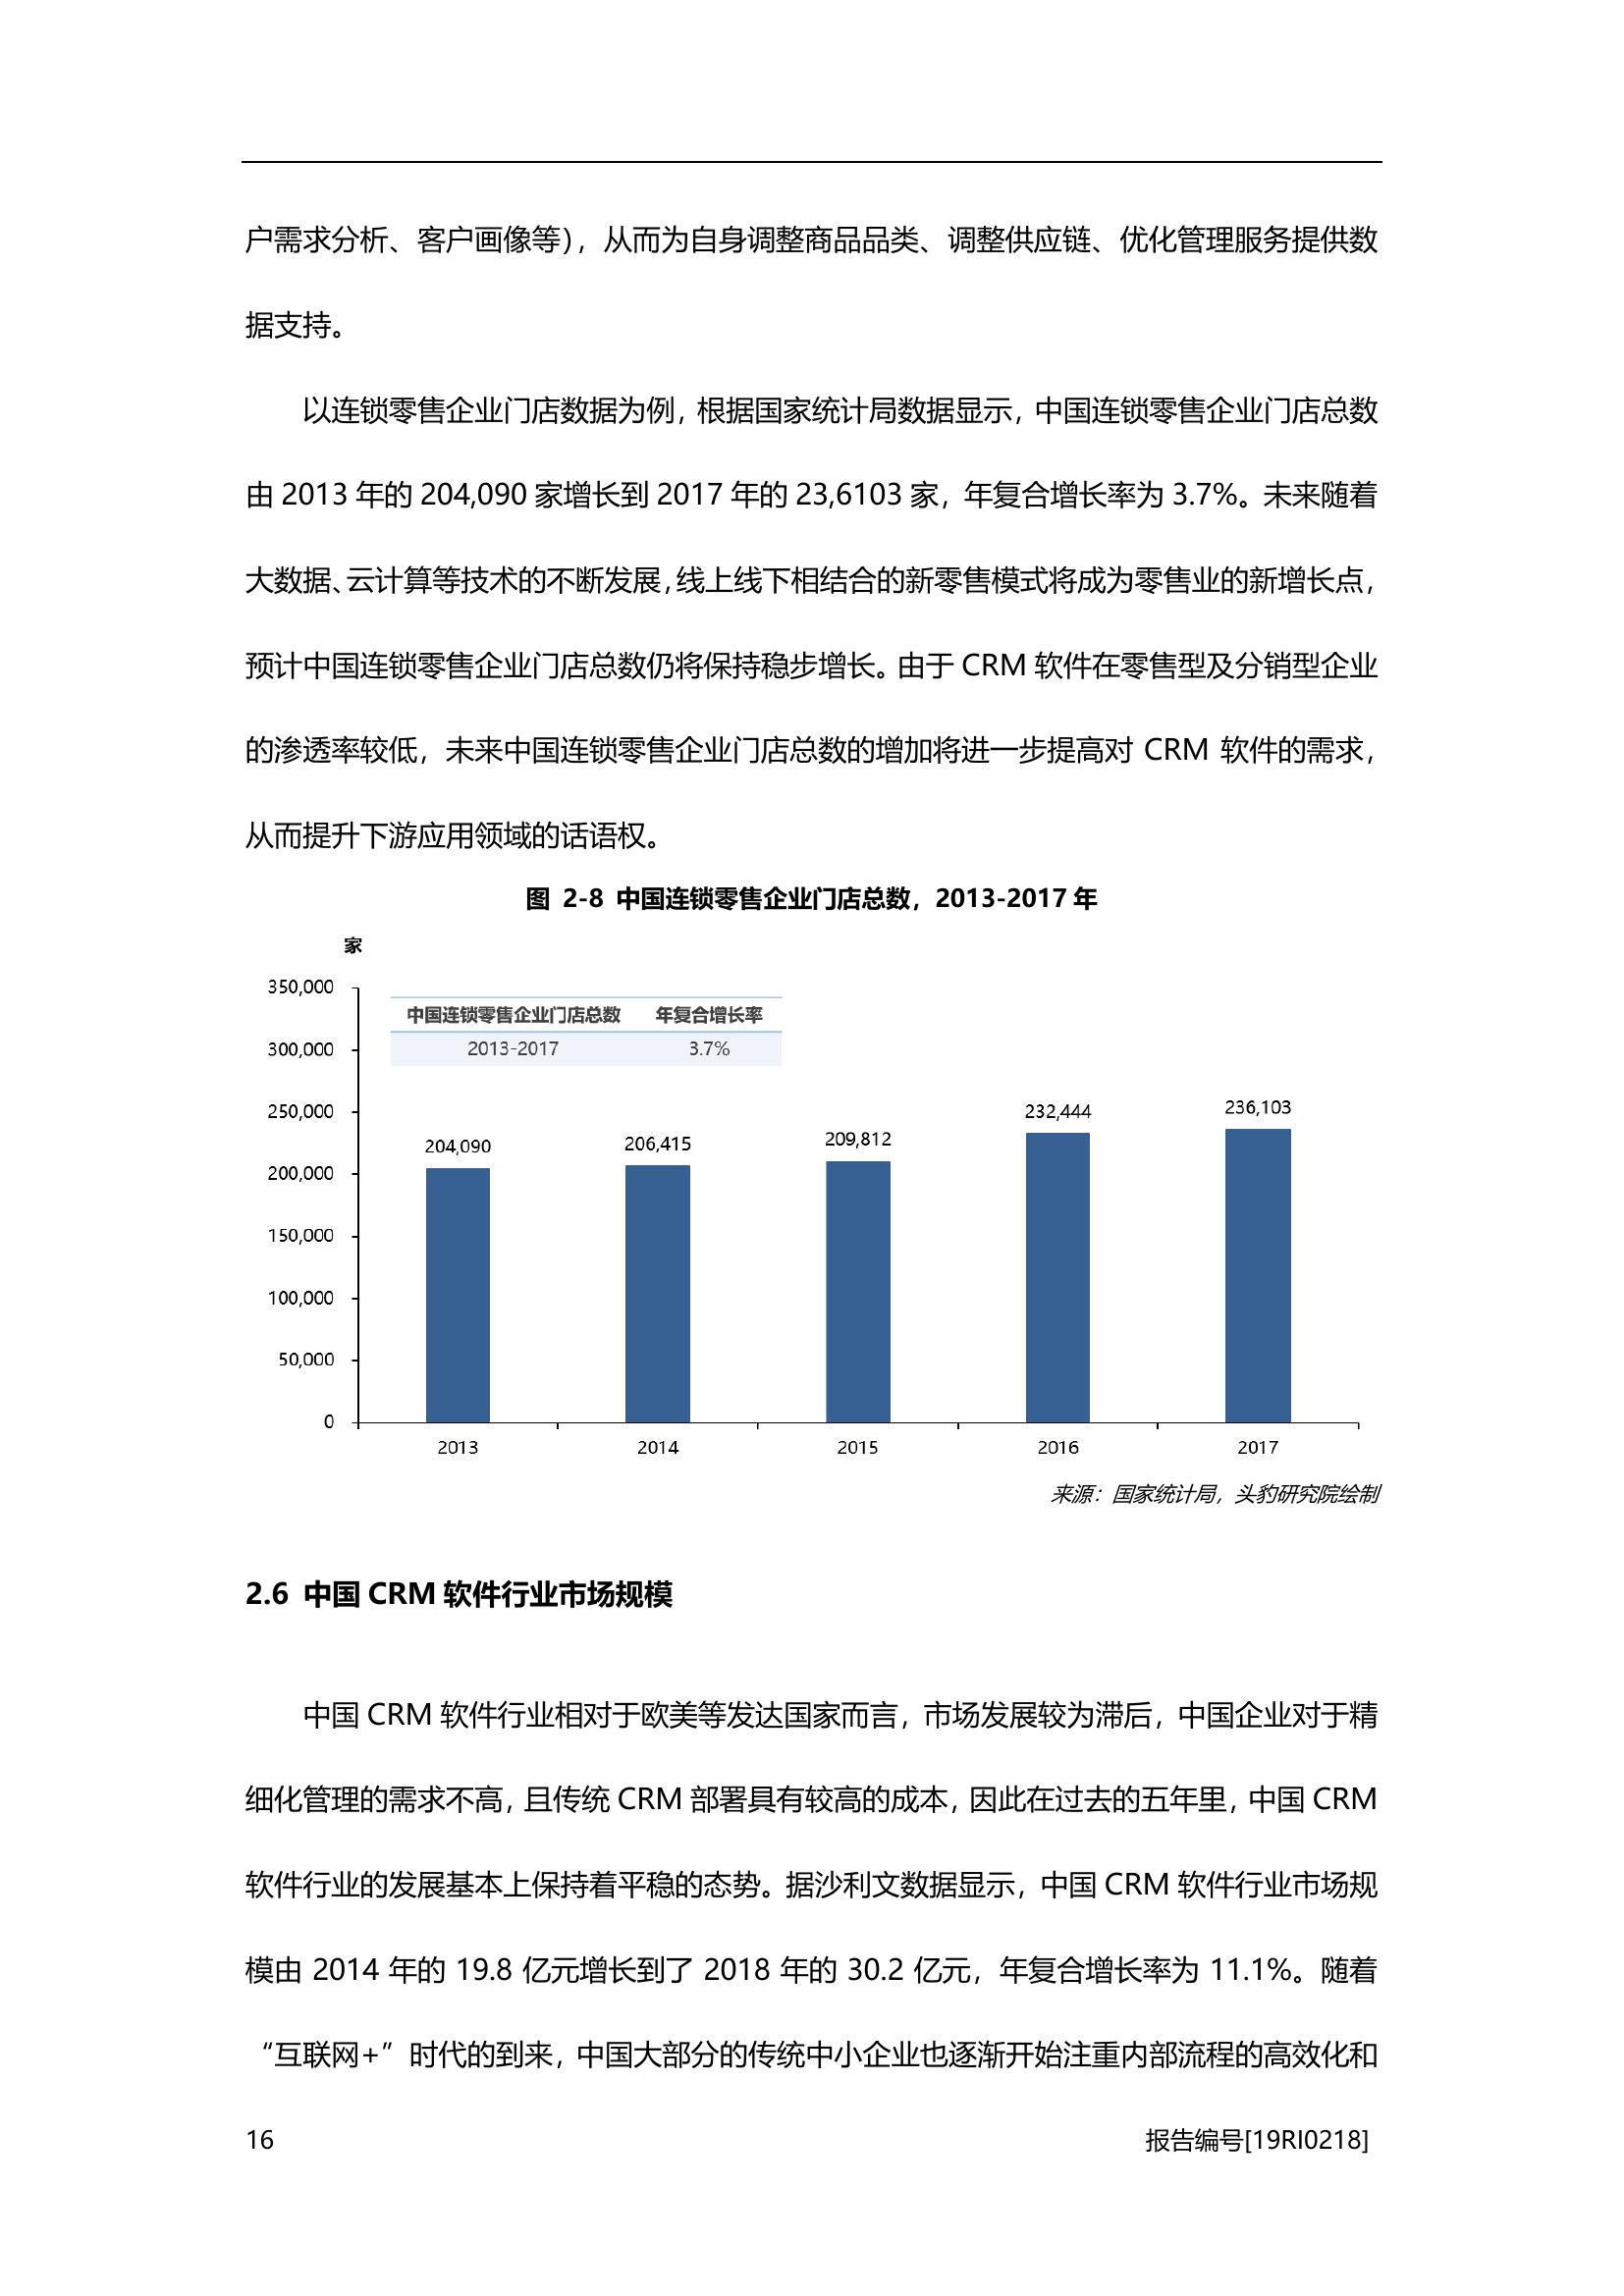 户需求分析、客户画像等），从而为自身调整商品品类、调整供应链、优化管理服务提供数
据支持。
以连锁零售企业门店数据为例，根据国家统计局数据显示，中国连锁零售企业门店总数
由 2013 年的 204,090 家增长到 2017 年的 23,6103 家，年复合增长率为 3.7%。未来随着
大数据、云计算等技术的不断发展，线上线下相结合的新零售模式将成为零售业的新增长点，
预计中国连锁零售企业门店总数仍将保持稳步增长。由于 CRM 软件在零售型及分销型企业
的渗透率较低，未来中国连锁零售企业门店总数的增加将进一步提高对 CRM 软件的需求，
从而提升下游应用领域的话语权。
图 2-8 中国连锁零售企业门店总数，2013-2017 年
家
350,000
中国连锁零售企业门店总数 年复合增长率
300,000
2013-2017 3.7%
250,000
200,000
150,000
100,000
50,000
0
204,090
206,415
209,812
232,444
236,103
2013 2014 2015 2016 2017
来源：国家统计局，头豹研究院绘制
2.6 中国 CRM 软件行业市场规模
中国 CRM 软件行业相对于欧美等发达国家而言，市场发展较为滞后，中国企业对于精
细化管理的需求不高，且传统 CRM 部署具有较高的成本，因此在过去的五年里，中国 CRM
软件行业的发展基本上保持着平稳的态势。据沙利文数据显示，中国 CRM 软件行业市场规
模由 2014 年的 19.8 亿元增长到了 2018 年的 30.2 亿元，年复合增长率为 11.1%。随着
“互联网+”时代的到来，中国大部分的传统中小企业也逐渐开始注重内部流程的高效化和
16 报告编号[19RI0218]